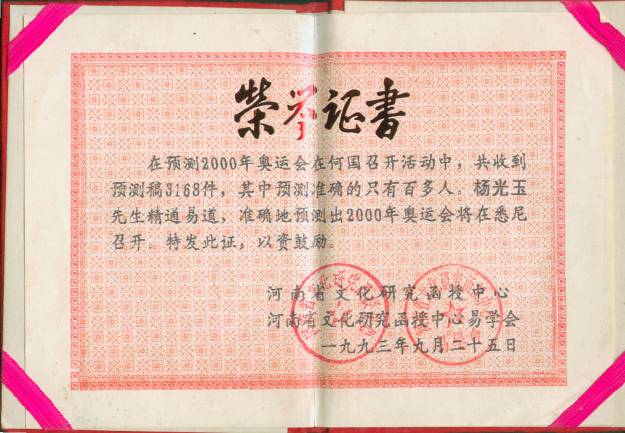 荣誉证书
在预测2000年奥运会在何国召开活动中，共收到
预测稿3168件，其中预测准确的只有百多人。杨光玉
先生精通易道，准确地预测出2000年奥运会将在悉尼
召开。特发此证，以资鼓励。
河南省文化研究函授中心
河南省文化研究函授中心易学会
一九九三年九月二十五日